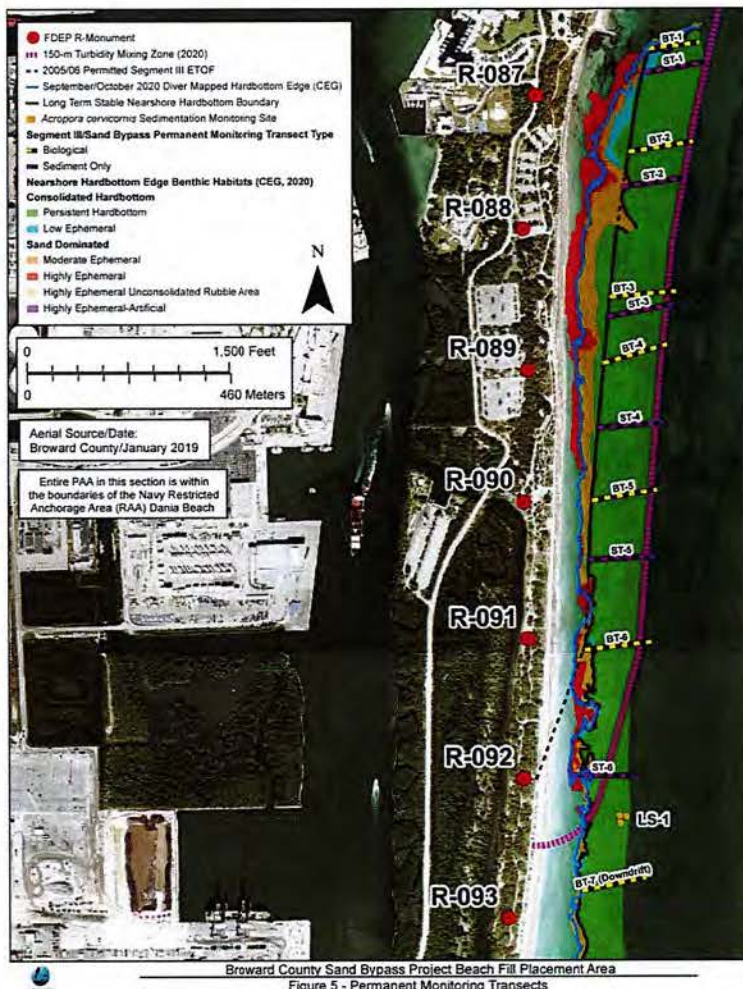 FDEP R-Monument
150-m Turbidity Mixing Zone (2020)
2005/06 Permitted Segment III ETOF
September/October 2020 Diver Mapped Hardbottom Edge (CEG)
Long Term Stable Nearshore Hardbottom Boundary
Acropora cervicornis Sedimentation Monitoring Site
Segment III/Sand Bypass Permanent Monitoring Transect Type
Biological
Sediment Only
Nearshore Hardbottom Edge Benthic Habitats (CEG, 2020)
Consolidated Hardbottom
Persistent Hardbottom
Low Ephemeral
Sand Dominated
Moderate Ephemeral
Highly Ephemeral
Highly Ephemeral Unconsolidated Rubble Area
Highly Ephemeral-Artificial
N
0 1,500 Feet
0 460 Meters
Aerial Source/Date:
Broward County/January 2019
Entire PAA in this section is within
the boundaries of the Navy Restricted
Anchorage Area (RAA) Dania Beach
R-087
R-088
R-089
R-090
R-091
R-092
R-093
BT-1
ST-1
BT-2
ST-2
BT-3
ST-3
BT-4
ST-4
BT-5
ST-5
BT-6
ST-6
LS-1
BT-7 (Downdrift)
Broward County Sand Bypass Project Beach Fill Placement Area
Figure 5 - Permanent Monitoring Transects